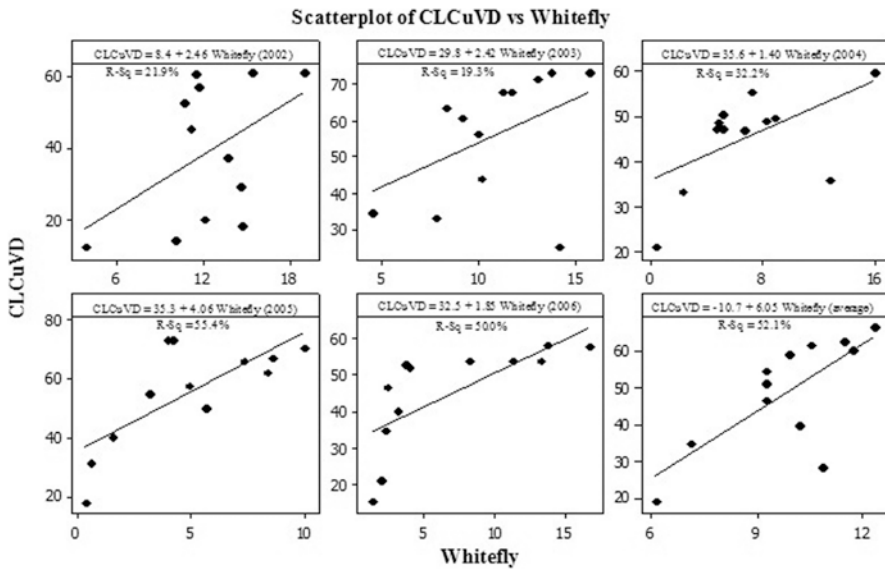 Scatterplot of CLCuVD vs Whitefly
CLCuVD = 8.4 + 2.46 Whitefly (2002)
R-Sq = 21.9%
60
40
20
6 12 18
CLCuVD = 29.8 + 2.42 Whitefly (2003)
R-Sq = 19.3%
70
50
30
5 10 15
CLCuVD = 35.6 + 1.40 Whitefly (2004)
R-Sq = 32.2%
60
50
40
30
20
0 8 16
CLCuVD
CLCuVD = 35.3 + 4.06 Whitefly (2005)
R-Sq = 55.4%
80
60
40
20
0 5 10
CLCuVD = 32.5 + 1.85 Whitefly (2006)
R-Sq = 50.0%
60
50
40
30
20
5 10 15
CLCuVD = -10.7 + 6.05 Whitefly (average)
R-Sq = 52.1%
60
50
40
30
20
6 9 12
Whitefly